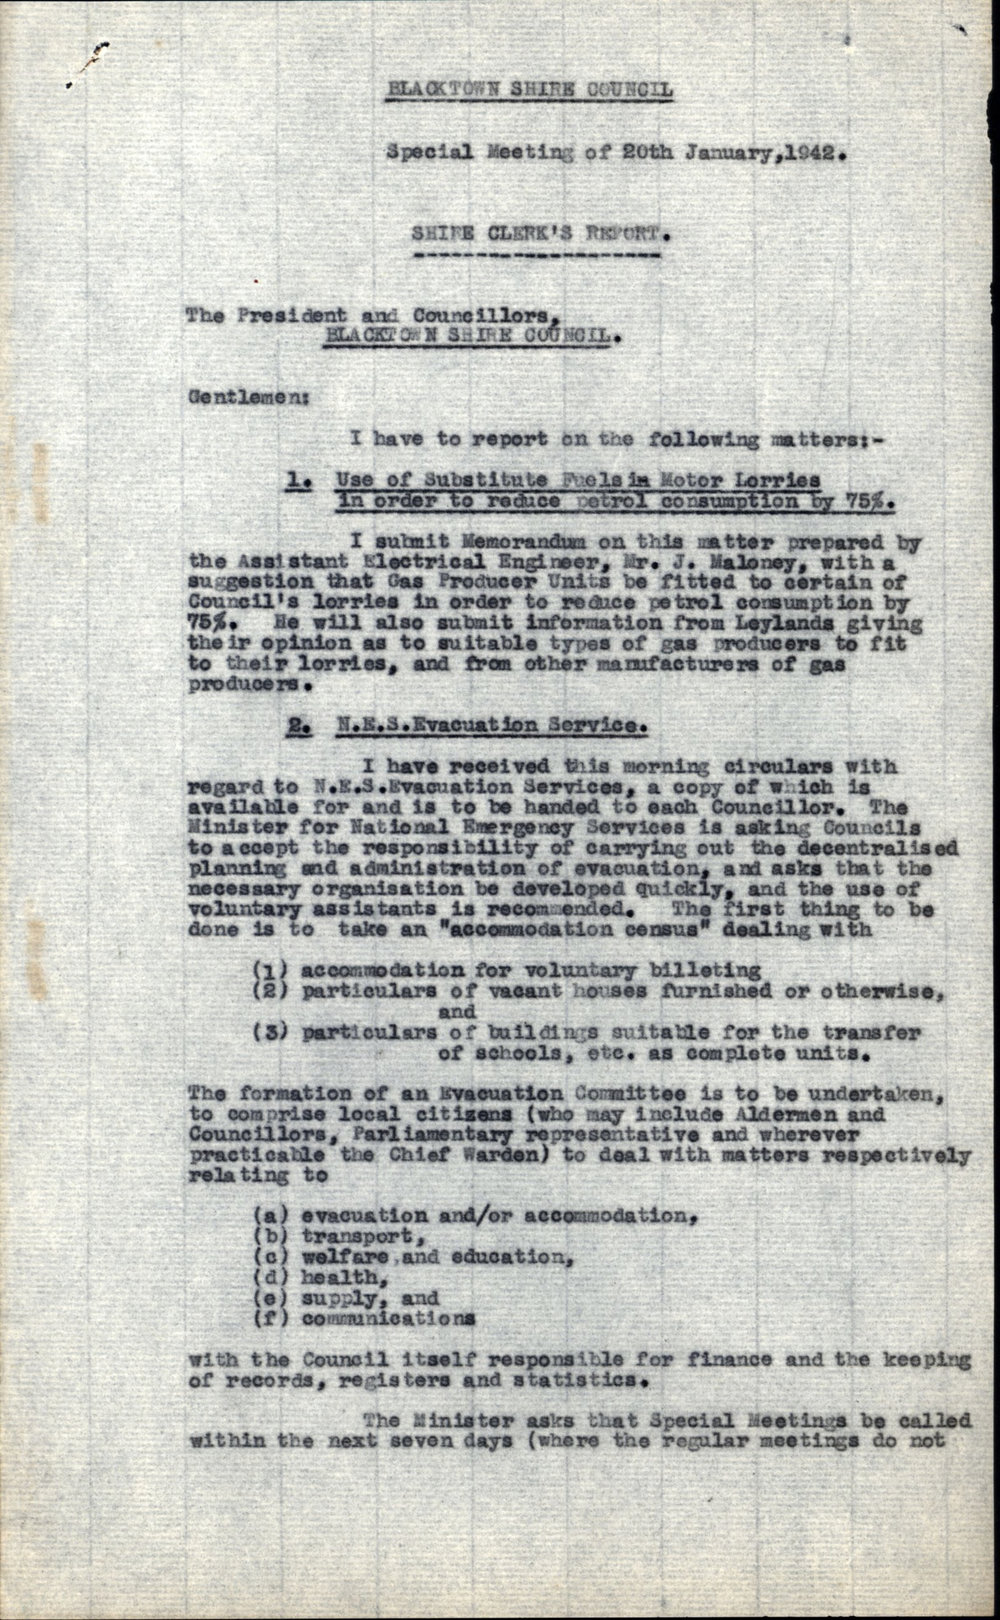 BLACKTOWN SHIRE COUNCIL
Special Meeting of 20th January,1942.
SHIRE CLERK'S REPORT.
--------------------
The President and Councillors,
BLACKTOWN SHIRE COUNCIL.
Gentlemen:
I have to report on the following matters:-
1. Use of Substitute Fuels in Motor Lorries
in order to reduce petrol consumption by 75%.
I submit Memorandum on this matter prepared by
the Assistant Electrical Engineer, Mr. J. Maloney, with a
suggestion that Gas Producer Units be fitted to certain of
Council's lorries in order to reduce petrol consumption by
75%. He will also submit information from Leylands giving
their opinion as to suitable types of gas producers to fit
to their lorries, and from other manufacturers of gas
producers.
2. N.E.S.Evacuation Service.
I have received this morning circulars with
regard to N.E.S.Evacuation Services, a copy of which is
available for and is to be handed to each Councillor. The
Minister for National Emergency Services is asking Councils
to accept the responsibility of carrying out the decentralised
planning and administration of evacuation, and asks that the
necessary organisation be developed quickly, and the use of
voluntary assistants is recommended. The first thing to be
done is to take an "accommodation census" dealing with
(1) accommodation for voluntary billeting
(2) particulars of vacant houses furnished or otherwise,
and
(3) particulars of buildings suitable for the transfer
of schools, etc. as complete units.
The formation of an Evacuation Committee is to be undertaken,
to comprise local citizens (who may include Aldermen and
Councillors, Parliamentary representative and wherever
practicable the Chief Warden) to deal with matters respectively
relating to
(a) evacuation and/or accommodation,
(b) transport,
(c) welfare and education,
(d) health,
(e) supply, and
(f) communications
with the Council itself responsible for finance and the keeping
of records, registers and statistics.
The Minister asks that Special Meetings be called
within the next seven days (where the regular meetings do not